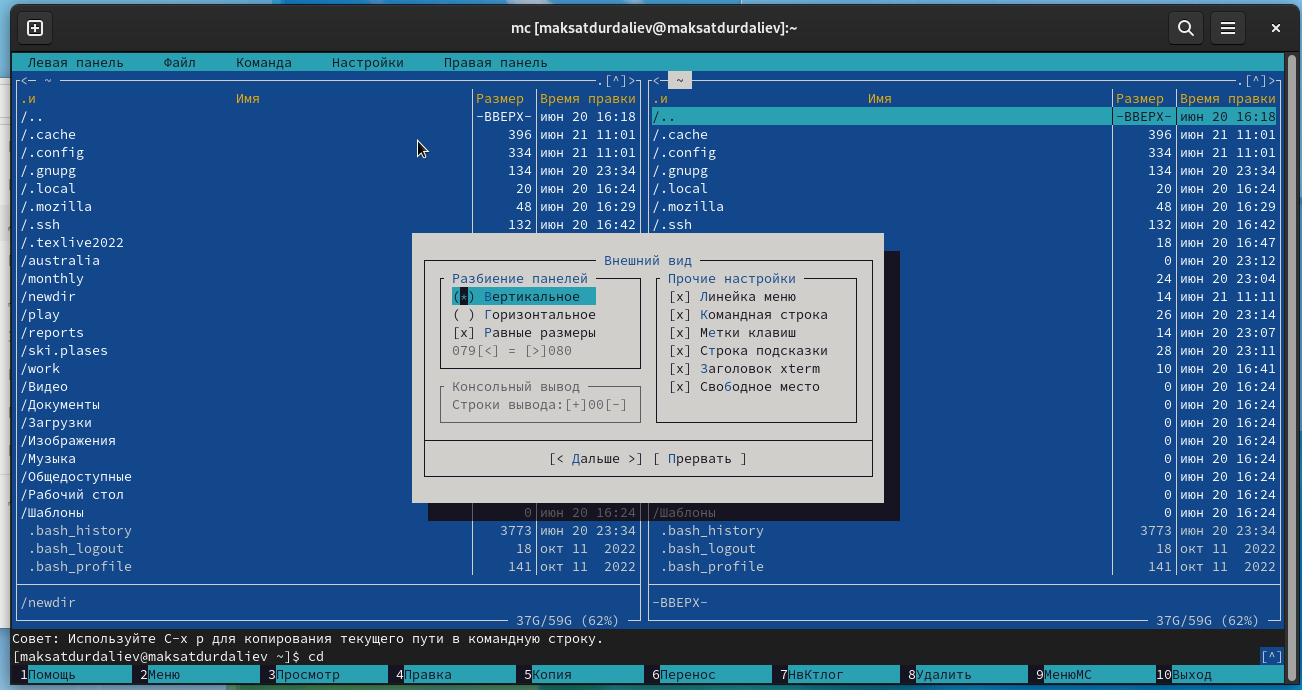 mc [maksatdurdaliev@maksatdurdaliev]:~
Левая панель Файл Команда Настройки Правая панель
<─ ~ .[^]> <─ ~ .[^]>
.и Имя Размер Время правки .и Имя Размер Время правки
/.. -ВВЕРХ- июн 20 16:18 /.. -ВВЕРХ- июн 20 16:18
/.cache 396 июн 21 11:01 /.cache 396 июн 21 11:01
/.config 334 июн 21 11:01 /.config 334 июн 21 11:01
/.gnupg 134 июн 20 23:34 /.gnupg 134 июн 20 23:34
/.local 20 июн 20 16:24 /.local 20 июн 20 16:24
/.mozilla 48 июн 20 16:29 /.mozilla 48 июн 20 16:29
/.ssh 132 июн 20 16:42 /.ssh 132 июн 20 16:42
/.texlive2022 18 июн 20 16:47
/australia Внешний вид 0 июн 20 23:12
/monthly Разбиение панелей Прочие настройки 24 июн 20 23:04
/newdir (*) Вертикальное [x] Линейка меню 14 июн 21 11:11
/play ( ) Горизонтальное [x] Командная строка 26 июн 20 23:14
/reports [x] Равные размеры [x] Метки клавиш 14 июн 20 23:07
/ski.plases 079[<] = [>]080 [x] Строка подсказки 28 июн 20 23:11
/work [x] Заголовок xterm 10 июн 20 16:41
/Видео Консольный вывод [x] Свободное место 0 июн 20 16:24
/Документы Строки вывода:[+]00[-] 0 июн 20 16:24
/Загрузки 0 июн 20 16:24
/Изображения 0 июн 20 16:24
/Музыка [< Дальше >] [ Прервать ] 0 июн 20 16:24
/Общедоступные 0 июн 20 16:24
/Рабочий стол 0 июн 20 16:24
/Шаблоны 0 июн 20 16:24 /Шаблоны 0 июн 20 16:24
.bash_history 3773 июн 20 23:34 .bash_history 3773 июн 20 23:34
.bash_logout 18 окт 11 2022 .bash_logout 18 окт 11 2022
.bash_profile 141 окт 11 2022 .bash_profile 141 окт 11 2022
/newdir -ВВЕРХ-
37G/59G (62%) 37G/59G (62%)
Совет: Используйте C-x p для копирования текущего пути в командную строку.
[maksatdurdaliev@maksatdurdaliev ~]$ cd [^]
1Помощь 2Меню 3Просмотр 4Правка 5Копия 6Перенос 7НвКтлог 8Удалить 9МенюMC 10Выход